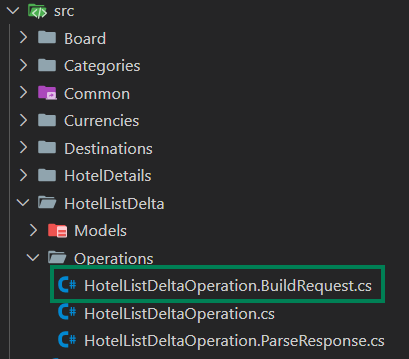 src
Board
Categories
Common
Currencies
Destinations
HotelDetails
HotelListDelta
Models
Operations
HotelListDeltaOperation.BuildRequest.cs
HotelListDeltaOperation.cs
HotelListDeltaOperation.ParseResponse.cs